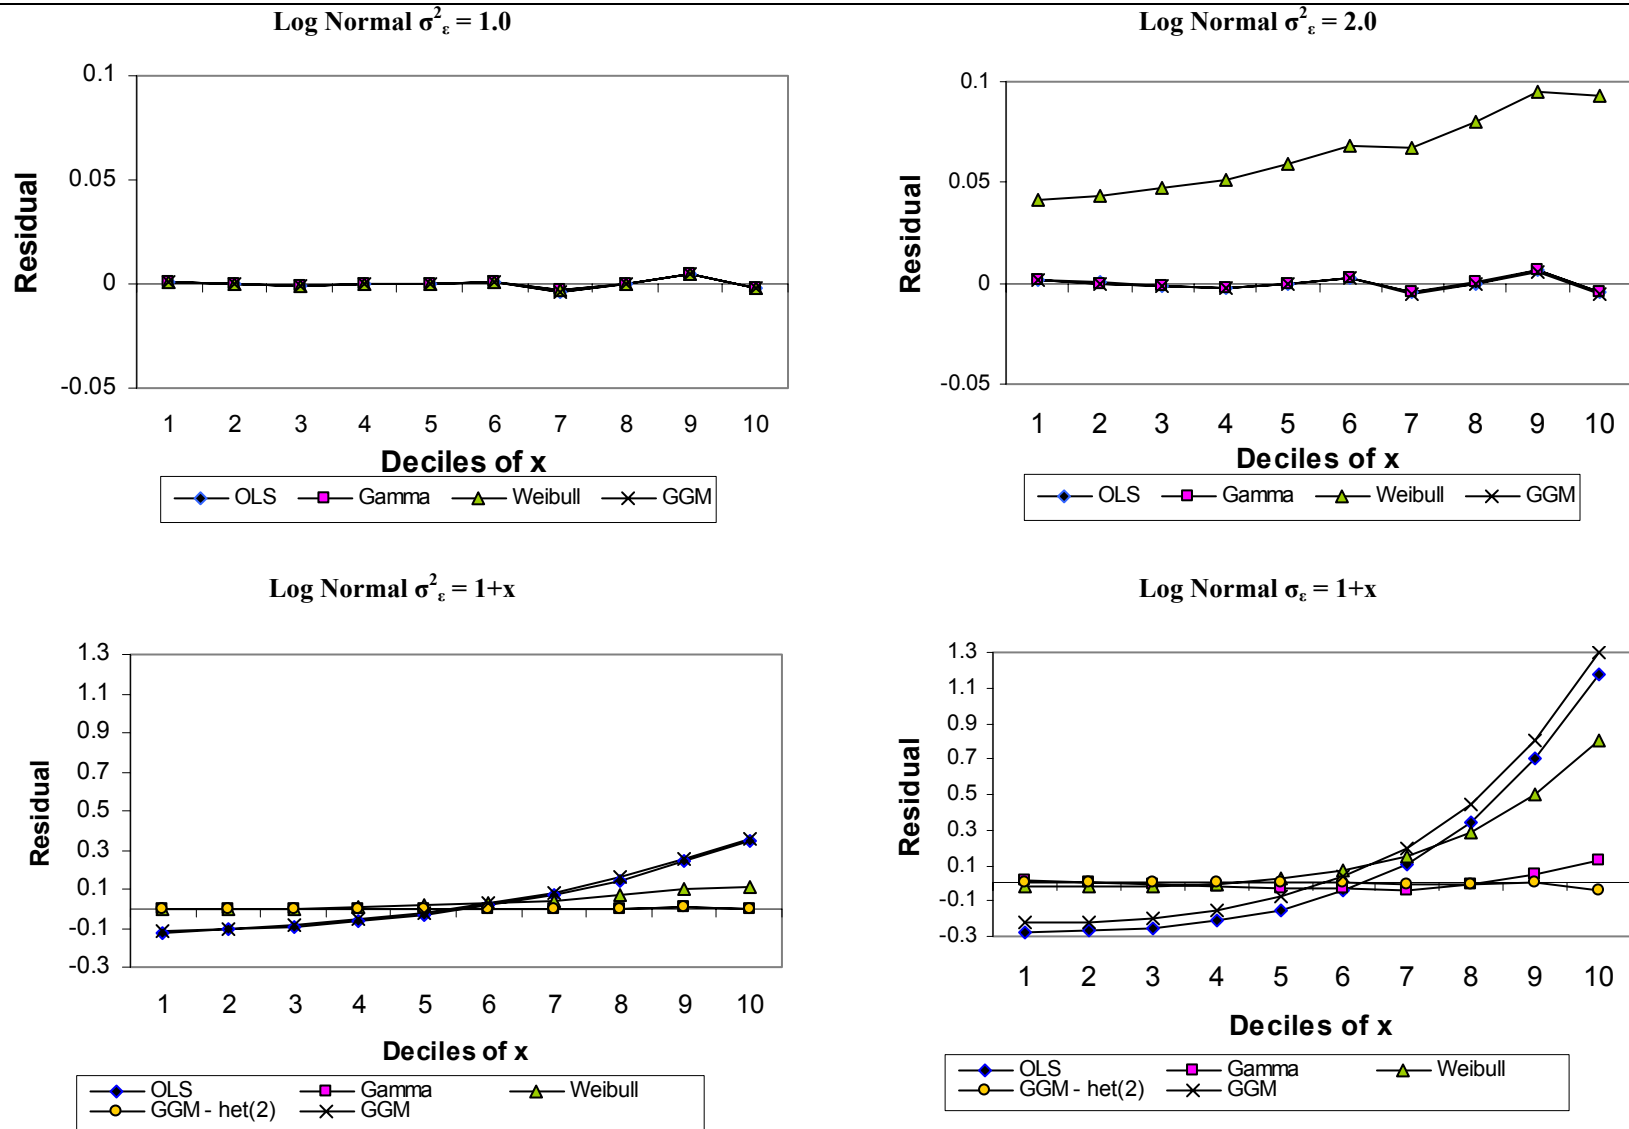 Log Normal σ²ε = 1.0
0.1
0.05
0
-0.05
Residual
1 2 3 4 5 6 7 8 9 10
Deciles of x
OLS Gamma Weibull GGM
Log Normal σ²ε = 2.0
0.1
0.05
0
-0.05
Residual
1 2 3 4 5 6 7 8 9 10
Deciles of x
OLS Gamma Weibull GGM
Log Normal σ²ε = 1+x
1.3
1.1
0.9
0.7
0.5
0.3
0.1
-0.1
-0.3
Residual
1 2 3 4 5 6 7 8 9 10
Deciles of x
OLS Gamma Weibull
GGM - het(2) GGM
Log Normal σε = 1+x
1.3
1.1
0.9
0.7
0.5
0.3
0.1
-0.1
-0.3
Residual
1 2 3 4 5 6 7 8 9 10
Deciles of x
OLS Gamma Weibull
GGM - het(2) GGM